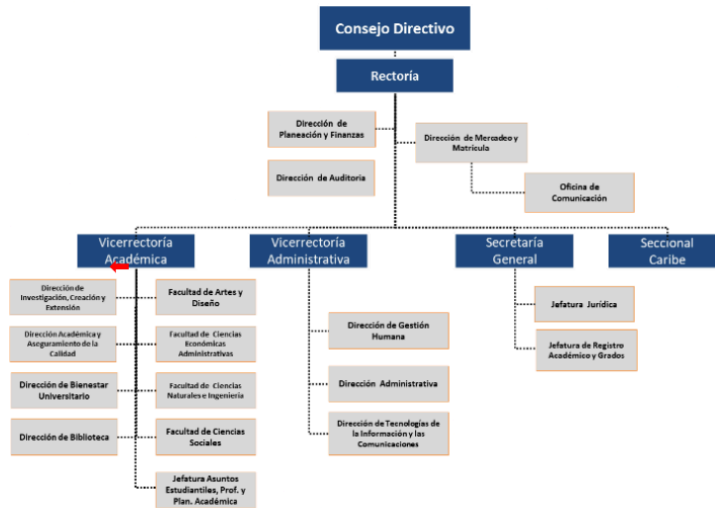 Consejo Directivo
Rectoría
Dirección de
Planeación y Finanzas
Dirección de Mercadeo y
Matrícula
Dirección de Auditoria
Oficina de
Comunicación
Vicerrectoría
Académica
Vicerrectoría
Administrativa
Secretaría
General
Seccional
Caribe
Dirección de
Investigación, Creación y
Extensión
Facultad de Artes y
Diseño
Jefatura Jurídica
Dirección Académica y
Aseguramiento de la
Calidad
Facultad de Ciencias
Económicas
Administrativas
Dirección de Gestión
Humana
Jefatura de Registro
Académico y Grados
Dirección de Bienestar
Universitario
Facultad de Ciencias
Naturales e Ingeniería
Dirección Administrativa
Dirección de Biblioteca
Facultad de Ciencias
Sociales
Dirección de Tecnologías de
la Información y las
Comunicaciones
Jefatura Asuntos
Estudiantiles, Prof. y
Plan. Académica